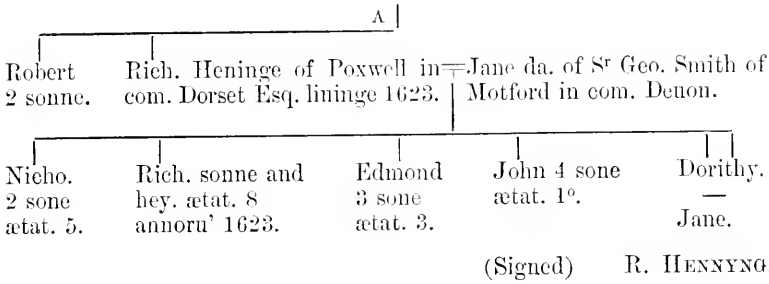 A
Robert Rich. Heninge of Poxwell in Jane da. of Sr Geo. Smith of
2 sonne. com. Dorset Esq. lininge 1623. Motford in com. Deuon.
Nicho. Rich. sonne and Edmond John 4 sone Dorithy.
2 sone hey. ætat. 8 3 sone ætat. 1º. —
ætat. 5. annoru' 1623. ætat. 3. Jane.
(Signed) R. HENNYNG